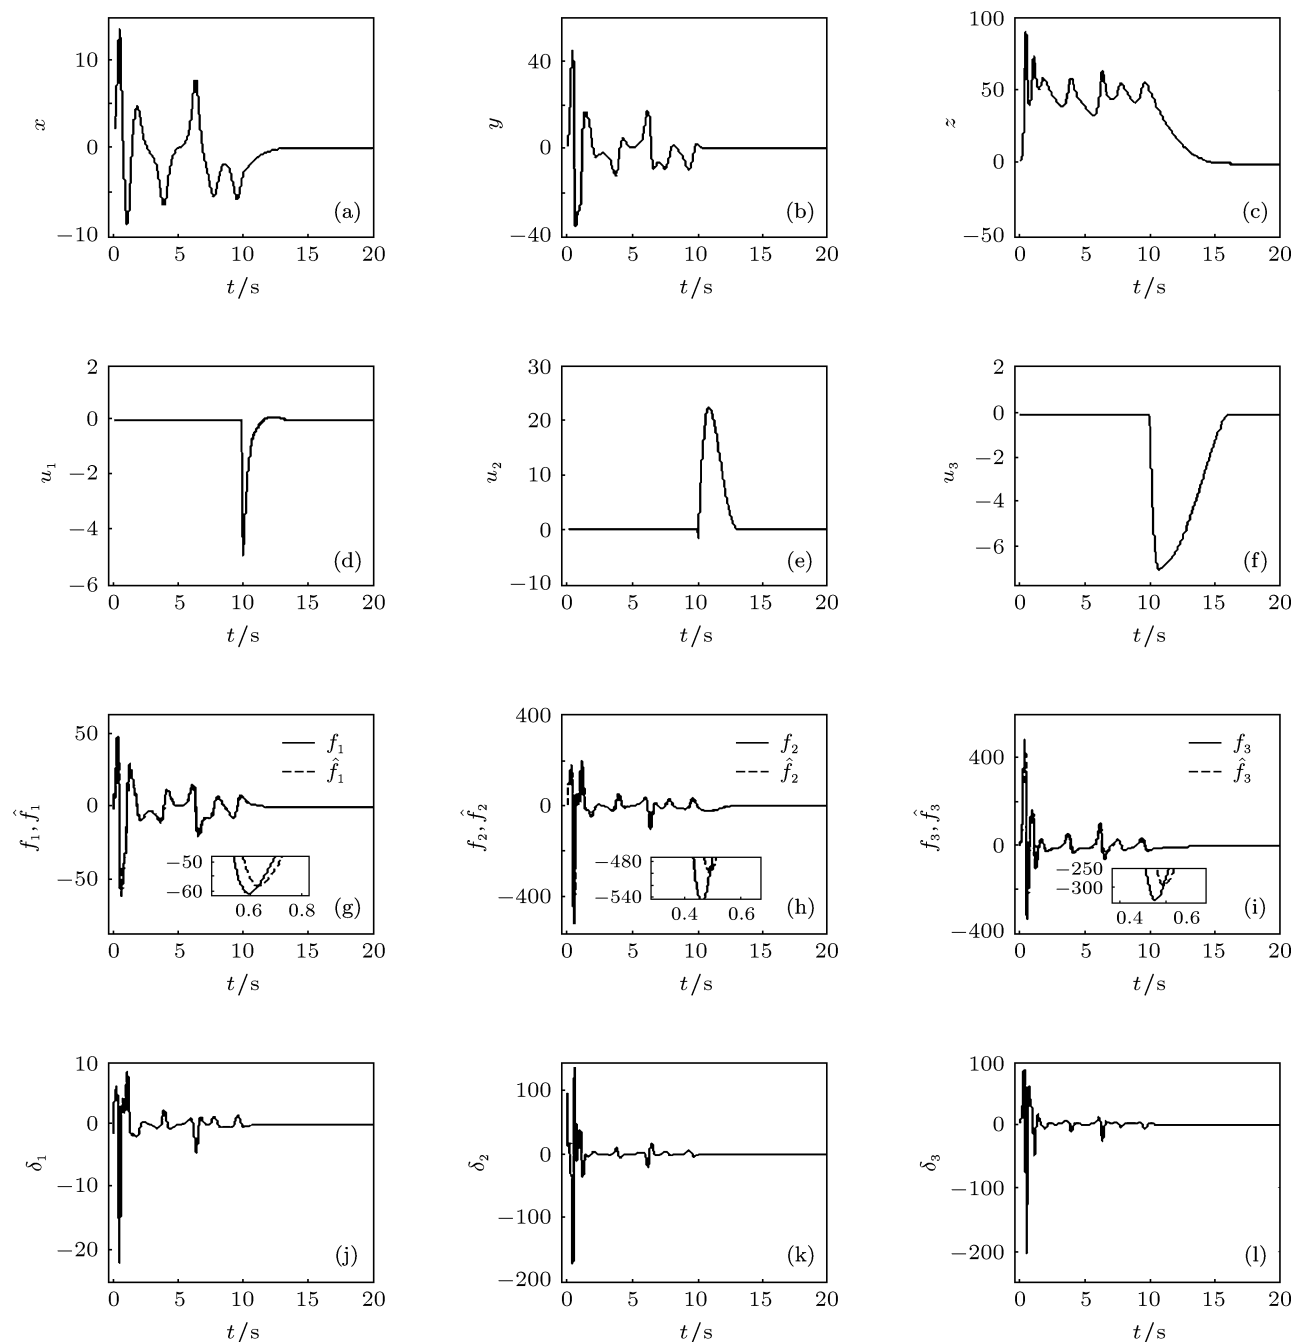 10
0
−10
x
0 5 10 15 20
t/s
(a)
40
0
−40
y
0 5 10 15 20
t/s
(b)
100
50
0
−50
z
0 5 10 15 20
t/s
(c)
2
0
−2
−4
−6
u₁
0 5 10 15 20
t/s
(d)
30
20
10
0
−10
u₂
0 5 10 15 20
t/s
(e)
2
0
−2
−4
−6
u₃
0 5 10 15 20
t/s
(f)
50
0
−50
f₁, f̂₁
f₁
f̂₁
−50
−60
0.6 0.8
(g)
0 5 10 15 20
t/s
400
0
−400
f₂, f̂₂
f₂
f̂₂
−480
−540
0.4 0.6
(h)
0 5 10 15 20
t/s
400
0
−200
−400
f₃, f̂₃
f₃
f̂₃
−250
−300
0.4 0.6
(i)
0 5 10 15 20
t/s
10
0
−10
−20
δ₁
(j)
0 5 10 15 20
t/s
100
0
−100
−200
δ₂
(k)
0 5 10 15 20
t/s
100
0
−100
−200
δ₃
(l)
0 5 10 15 20
t/s